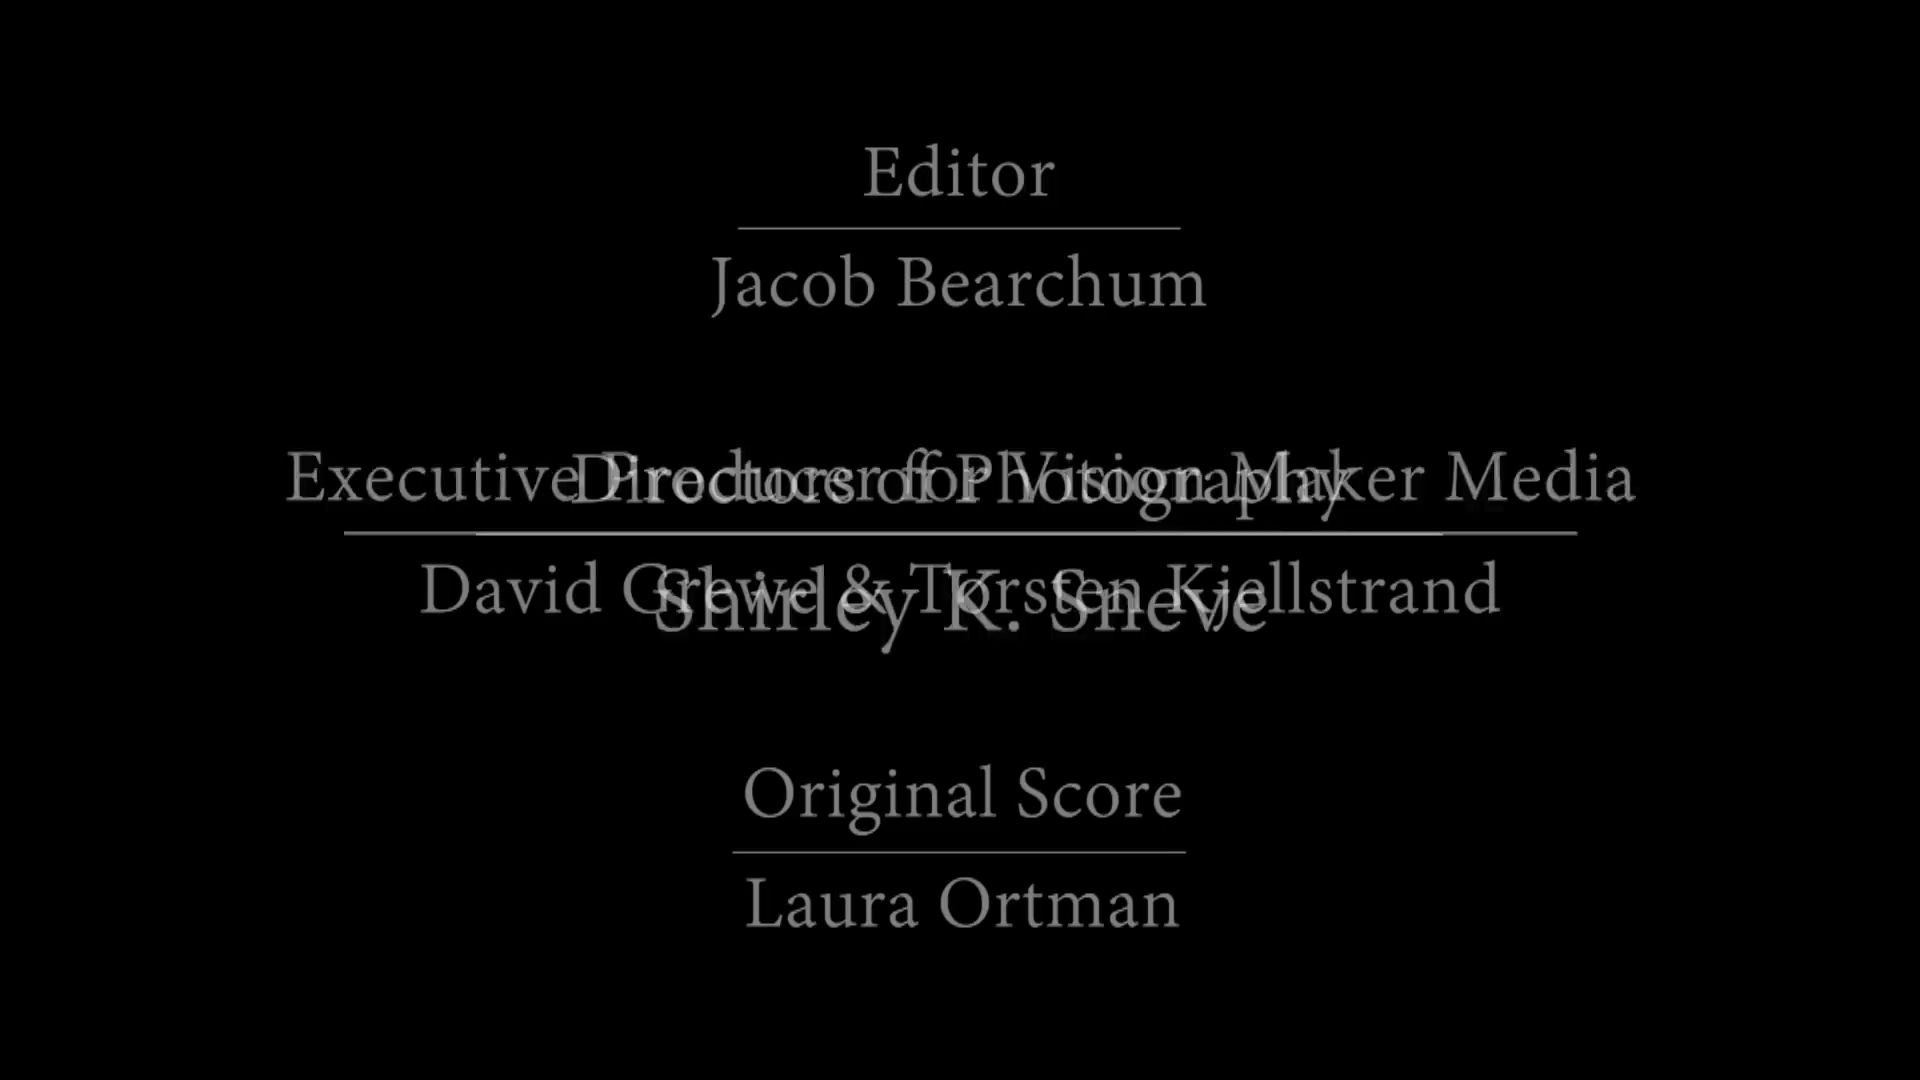 Editor
Jacob Bearchum
Executive Producer for Vision Maker Media
Directors of Photography
David Grewe & Torsten Kjellstrand
Shirley K. Sneve
Original Score
Laura Ortman